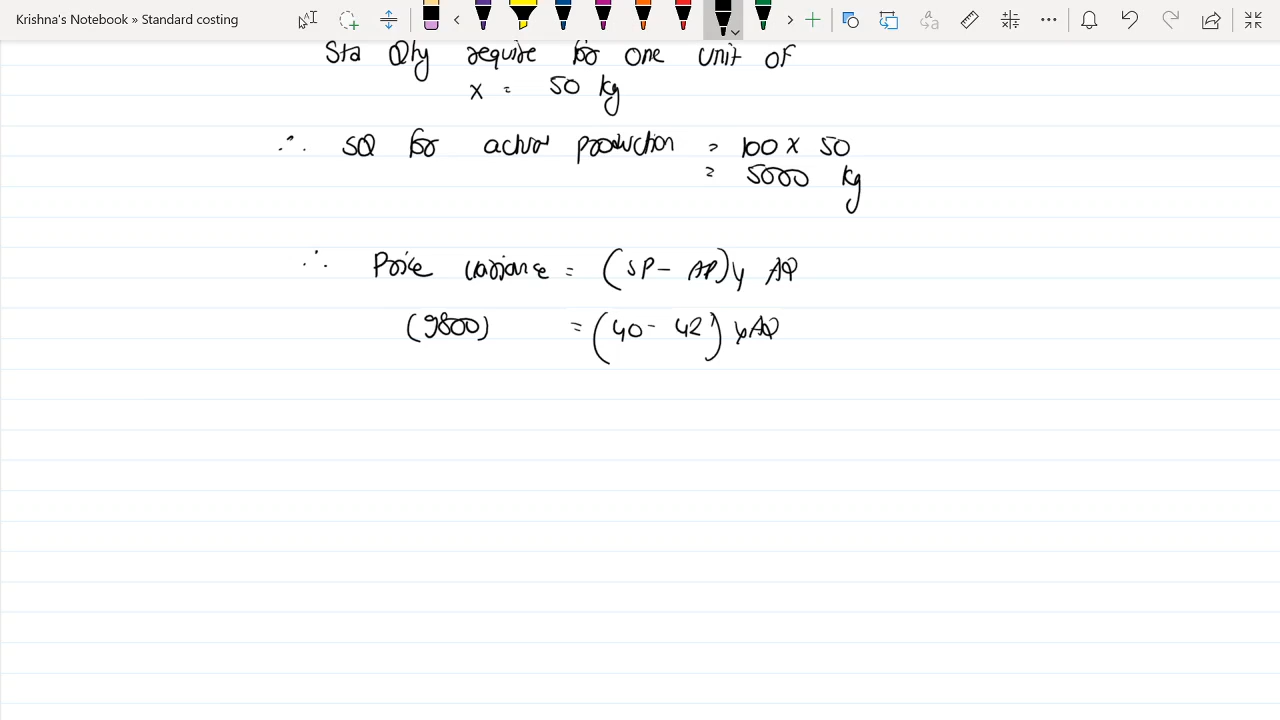 Krishna's Notebook » Standard costing
Std Qty require for one unit of
x = 50 kg
∴ SQ for actual production = 100 x 50
= 5000 kg
∴ Price variance = (SP - AP) x AQ
(9800) = (40 - 42) x AQ